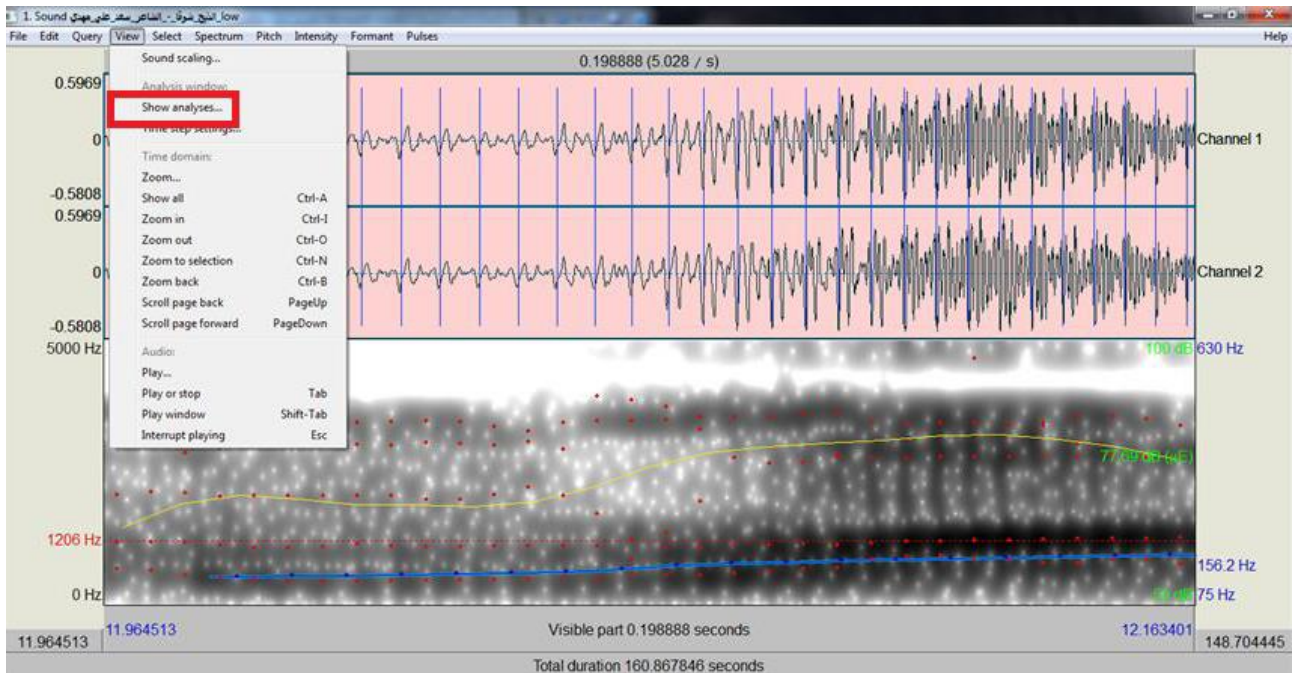 1. Sound الشيخ_شوقا_-_الشاعر_سعد_علي_مهدي_low
File Edit Query View Select Spectrum Pitch Intensity Formant Pulses Help
0.198888 (5.028 / s)
Sound scaling...
Analysis window:
Show analyses...
Time step settings...
Time domain:
Zoom...
Show all Ctrl-A
Zoom in Ctrl-I
Zoom out Ctrl-O
Zoom to selection Ctrl-N
Zoom back Ctrl-B
Scroll page back PageUp
Scroll page forward PageDown
Audio:
Play...
Play or stop Tab
Play window Shift-Tab
Interrupt playing Esc
0.5969
0
-0.5808
Channel 1
0.5969
0
-0.5808
Channel 2
5000 Hz
100 dB 630 Hz
77.69 dB (µE)
1206 Hz
156.2 Hz
0 Hz
50 dB 75 Hz
11.964513 Visible part 0.198888 seconds 12.163401
11.964513 148.704445
Total duration 160.867846 seconds